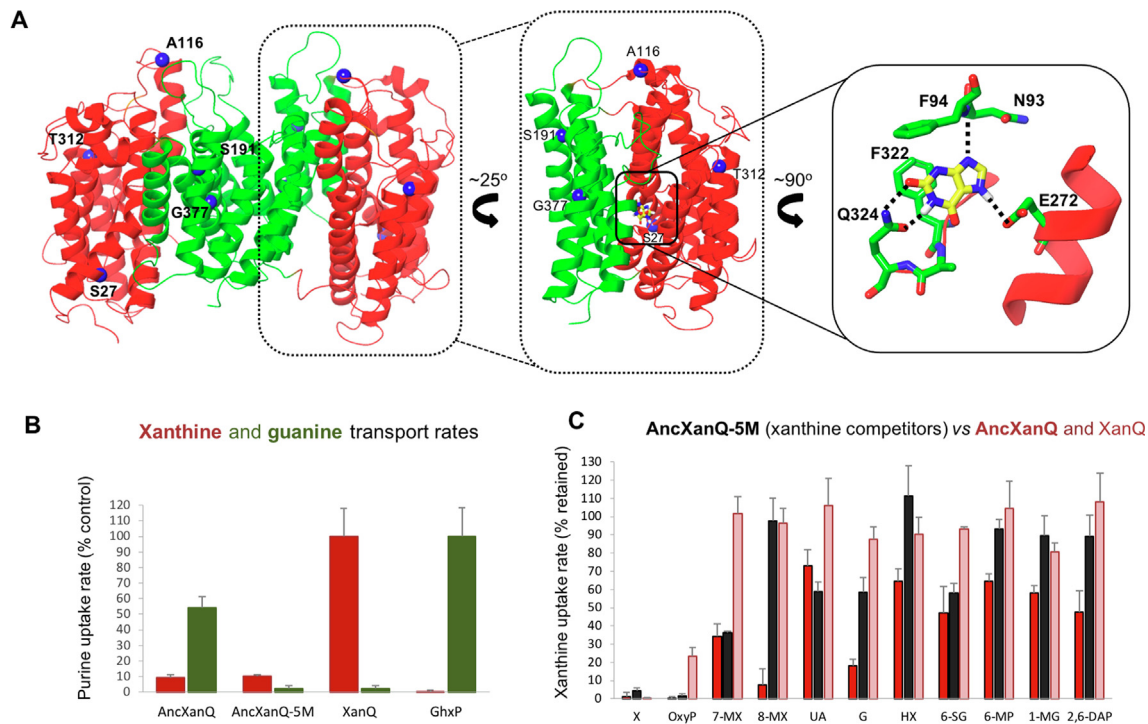 A
A116
T312
S191
G377
S27
~25º
A116
S191
T312
G377
S27
~90º
F94
N93
F322
Q324
E272
B
Xanthine and guanine transport rates
Purine uptake rate (% control)
120
110
100
90
80
70
60
50
40
30
20
10
0
AncXanQ AncXanQ-5M XanQ GhxP
C
AncXanQ-5M (xanthine competitors) vs AncXanQ and XanQ
Xanthine uptake rate (% retained)
130
120
110
100
90
80
70
60
50
40
30
20
10
0
X OxyP 7-MX 8-MX UA G HX 6-SG 6-MP 1-MG 2,6-DAP